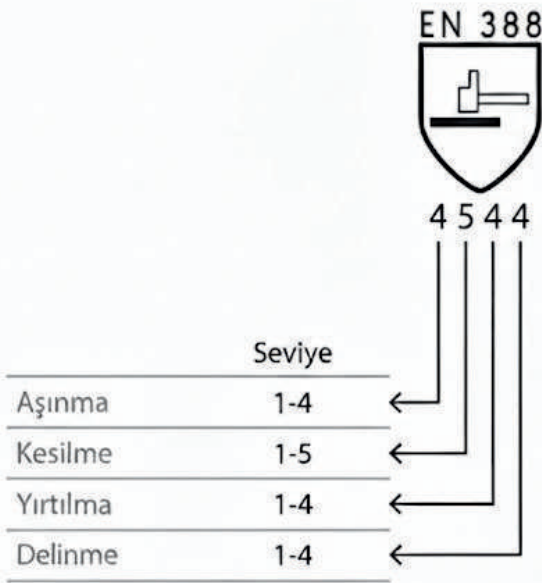 EN 388
4 5 4 4
Seviye
Aşınma 1-4
Kesilme 1-5
Yırtılma 1-4
Delinme 1-4